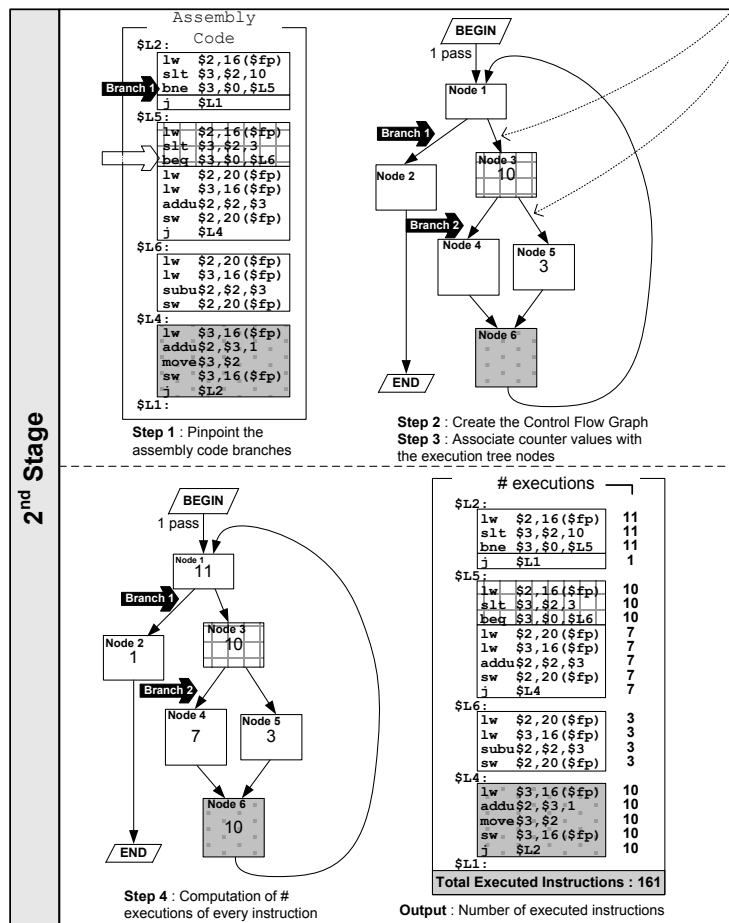 2nd Stage
Assembly
Code
$L2:
lw $2,16($fp)
slt $3,$2,10
bne $3,$0,$L5
j $L1
Branch 1
$L5:
lw $2,16($fp)
slt $3,$2,3
beq $3,$0,$L6
lw $2,20($fp)
lw $3,16($fp)
addu $2,$2,$3
sw $2,20($fp)
j $L4
$L6:
lw $2,20($fp)
lw $3,16($fp)
subu $2,$2,$3
sw $2,20($fp)
$L4:
lw $3,16($fp)
addu $2,$3,1
move $3,$2
sw $3,16($fp)
j $L2
$L1:
Step 1 : Pinpoint the
assembly code branches
BEGIN
1 pass
Node 1
Branch 1
Node 3
10
Node 2
Branch 2
Node 4
Node 5
3
Node 6
END
Step 2 : Create the Control Flow Graph
Step 3 : Associate counter values with
the execution tree nodes
BEGIN
1 pass
Node 1
11
Branch 1
Node 3
10
Node 2
1
Branch 2
Node 4
7
Node 5
3
Node 6
10
END
Step 4 : Computation of #
executions of every instruction
# executions
$L2:
lw $2,16($fp) 11
slt $3,$2,10 11
bne $3,$0,$L5 11
j $L1 1
$L5:
lw $2,16($fp) 10
slt $3,$2,3 10
beq $3,$0,$L6 10
lw $2,20($fp) 7
lw $3,16($fp) 7
addu $2,$2,$3 7
sw $2,20($fp) 7
j $L4 7
$L6:
lw $2,20($fp) 3
lw $3,16($fp) 3
subu $2,$2,$3 3
sw $2,20($fp) 3
$L4:
lw $3,16($fp) 10
addu $2,$3,1 10
move $3,$2 10
sw $3,16($fp) 10
j $L2 10
$L1:
Total Executed Instructions : 161
Output : Number of executed instructions